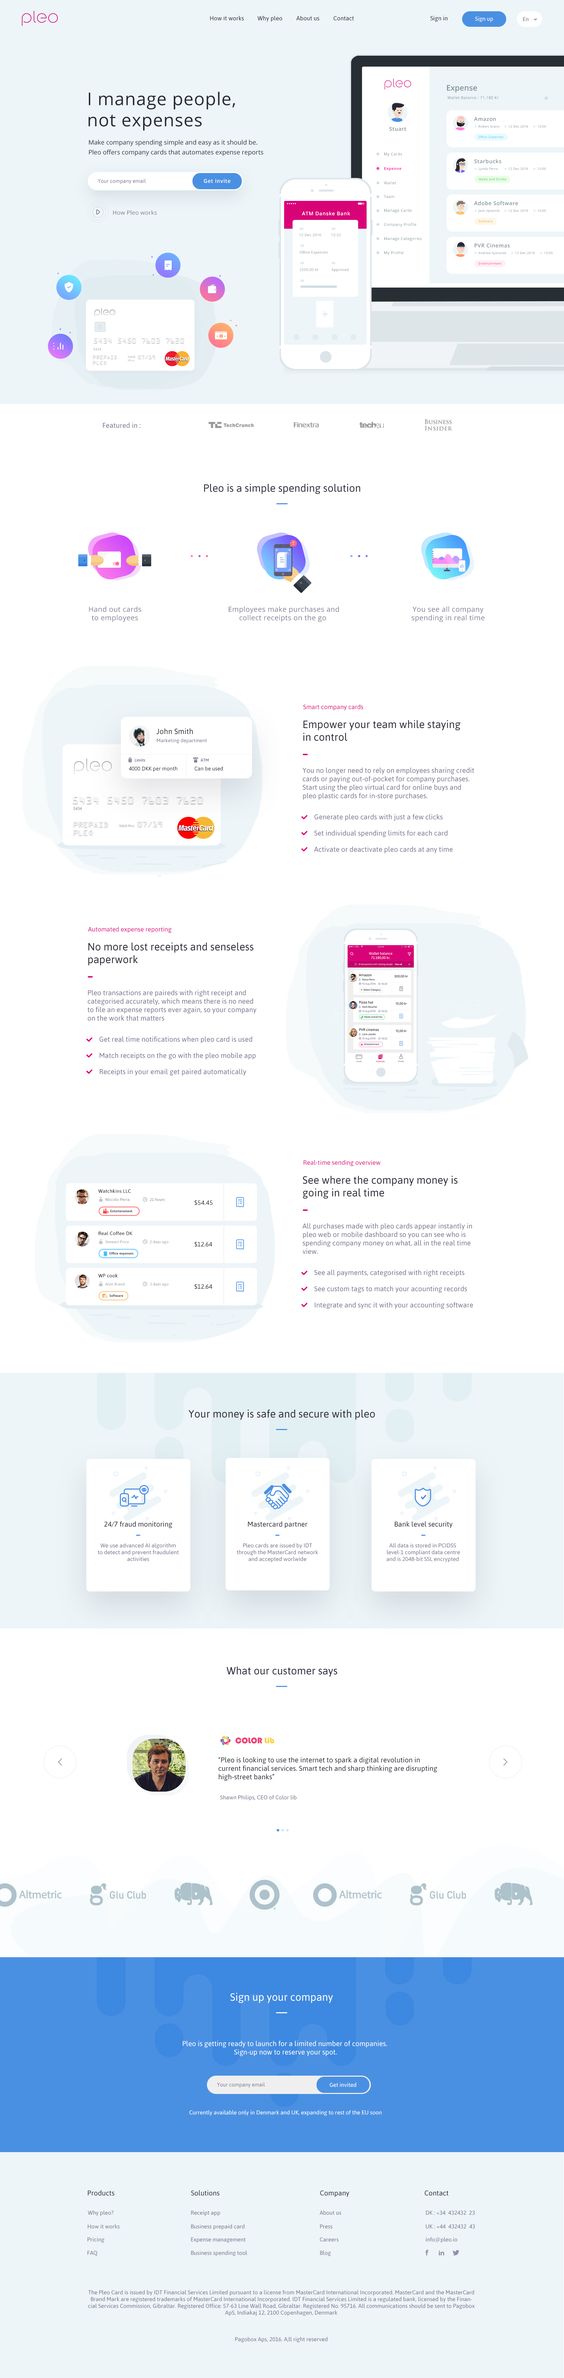 pleo
How it works
Why pleo
About us
Contact
Sign in
Sign up
En
I manage people,
not expenses
Make company spending simple and easy as it should be.
Pleo offers company cards that automates expense reports
Your company email
Get Invite
How Pleo works
pleo
5434 5450 7603 7620
PREPAID
PLEO
07/19
MasterCard
ATM Danske Bank
12 Dec, 2016
Office Expenses
Approved
pleo
Stuart
My Cards
Expense
Wallet
Team
Manage Cards
Company Profile
Manage Categories
My Profile
Expense
Amazon
Starbucks
Adobe Software
PVR Cinemas
Featured in :
TechCrunch
Finextra
tech.eu
BUSINESS
INSIDER
Pleo is a simple spending solution
Hand out cards
to employees
Employees make purchases and
collect receipts on the go
You see all company
spending in real time
John Smith
Marketing department
ATM
4000 DKK per month
Can be used
pleo
5434 5450 7603 7620
PREPAID
PLEO
07/19
MasterCard
Smart company cards
Empower your team while staying
in control
You no longer need to rely on employees sharing credit
cards or paying out-of-pocket for company purchases.
Start using the pleo virtual card for online buys and
pleo plastic cards for in-store purchases.
Generate pleo cards with just a few clicks
Set individual spending limits for each card
Activate or deactivate pleo cards at any time
Automated expense reporting
No more lost receipts and senseless
paperwork
Pleo transactions are paireds with right receipt and
categorised accurately, which means there is no need
to file an expense reports ever again, so your company
on the work that matters
Get real time notifications when pleo card is used
Match receipts on the go with the pleo mobile app
Receipts in your email get paired automatically
Wallet balance
Amazon
PVR cinemas
Watchkins LLC
22 hours
Entertainement
$54.45
Real Coffee DK
2 days ago
Office expenses
$12.64
WP cook
2 days ago
Software
$12.64
Real-time sending overview
See where the company money is
going in real time
All purchases made with pleo cards appear instantly in
pleo web or mobile dashboard so you can see who is
spending company money on what, all in the real time
view.
See all payments, categorised with right receipts
See custom tags to match your acounting records
Integrate and sync it with your accounting software
Your money is safe and secure with pleo
24/7 fraud monitoring
We use advanced AI algorithm
to detect and prevent fraudulent
activities
Mastercard partner
Pleo cards are issued by IDT
through the MasterCard network
and accepted worlwide
Bank level security
All data is stored in PCIDSS
level-1 compliant data centre
and is 2048-bit SSL encrypted
What our customer says
COLOR lib
"Pleo is looking to use the internet to spark a digital revolution in
current financial services. Smart tech and sharp thinking are disrupting
high-street banks"
Shawn Philips, CEO of Color lib
Altmetric
Glu Club
Altmetric
Glu Club
Sign up your company
Pleo is getting ready to launch for a limited number of companies.
Sign-up now to reserve your spot.
Your company email
Get invited
Currently available only in Denmark and UK, expanding to rest of the EU soon
Products
Why pleo?
How it works
Pricing
FAQ
Solutions
Receipt app
Business prepaid card
Expense management
Business spending took
Company
About us
Press
Careers
Blog
Contact
DK : +34 432432 23
UK : +44 432432 43
info@pleo.io
The Pleo Card is issued by IDT Financial Services Limited pursuant to a license from MasterCard International Incorporated. MasterCard and the MasterCard
Brand Mark are registered trademarks of MasterCard International Incorporated. IDT Financial Services Limited is a regulated bank, licensed by the Finan-
cial Services Commission, Gibraltar. Registered Office: 57-63 Line Wall Road, Gibraltar. Registered No. 95716. All communications should be sent to Pagobox
ApS, Indiakaj 12, 2100 Copenhagen, Denmark
Pagobox Aps, 2016. A;ll right reserved